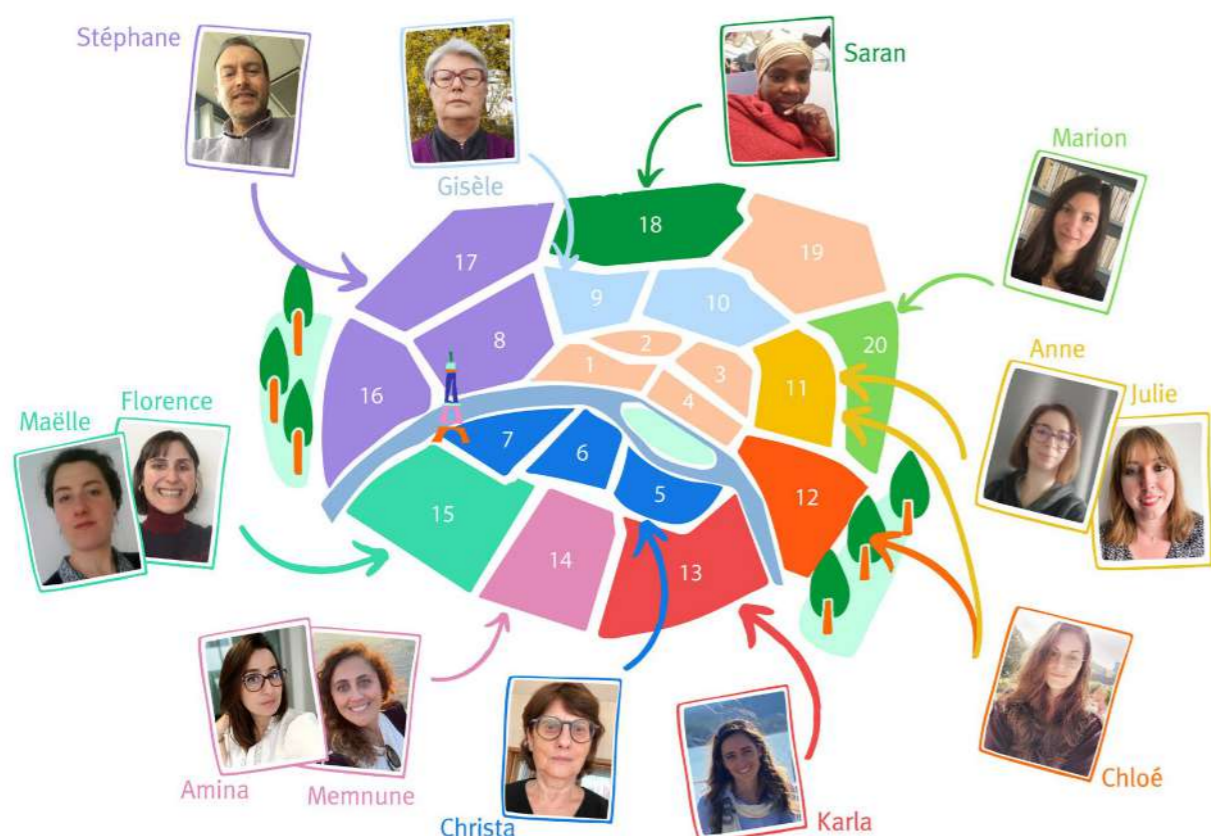 Stéphane
Gisèle
Saran
Marion
Anne
Julie
Maëlle
Florence
Amina
Memnune
Christa
Karla
Chloé
17
18
19
9
10
8
2
1
3
4
11
20
16
7
6
5
12
15
14
13